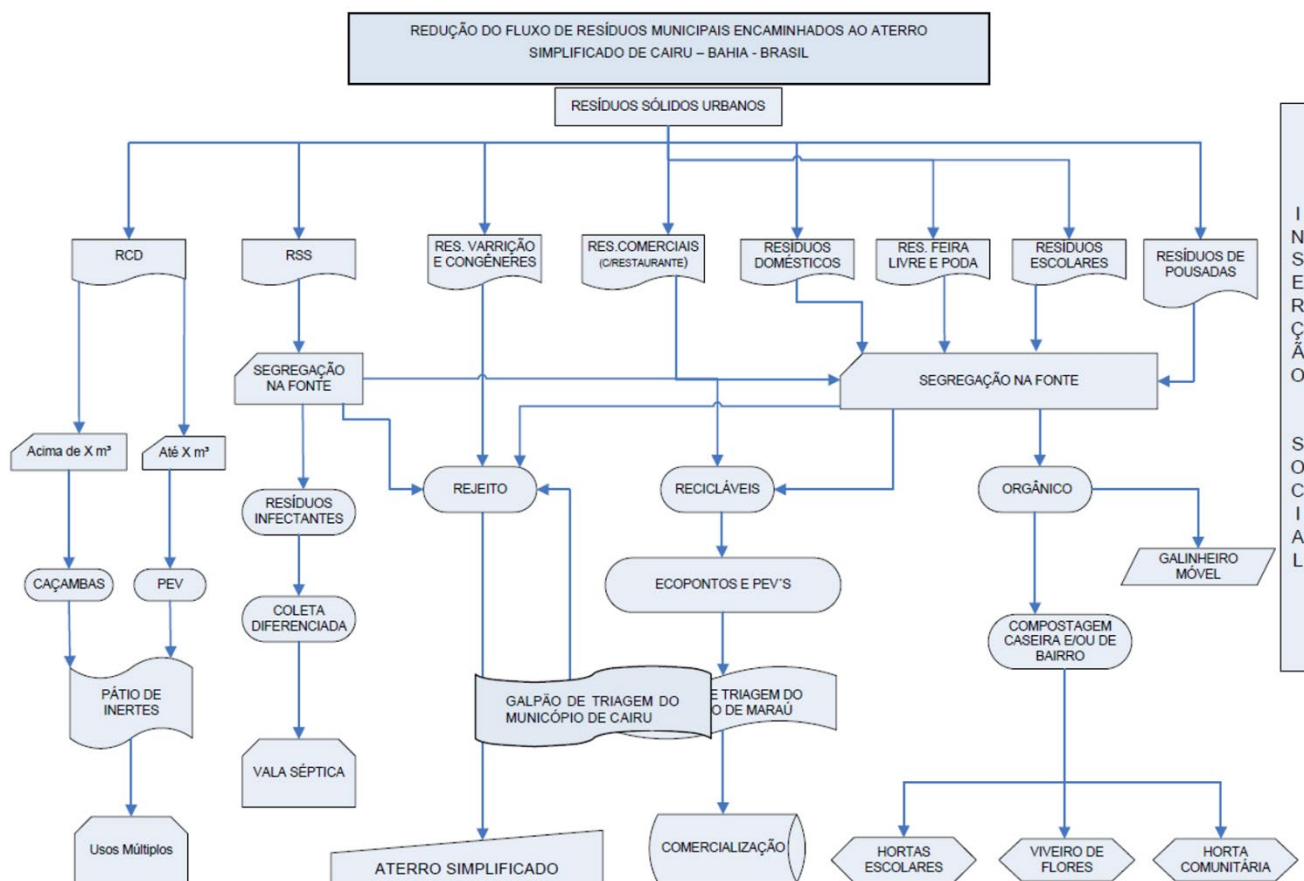 REDUÇÃO DO FLUXO DE RESÍDUOS MUNICIPAIS ENCAMINHADOS AO ATERRO
SIMPLIFICADO DE CAIRU – BAHIA - BRASIL
RESÍDUOS SÓLIDOS URBANOS
RCD
RSS
RES. VARRIÇÃO
E CONGÊNERES
RES.COMERCIAIS
(C/RESTAURANTE)
RESÍDUOS
DOMÉSTICOS
RES. FEIRA
LIVRE E PODA
RESÍDUOS
ESCOLARES
RESÍDUOS DE
POUSADAS
INSERÇÃO SOCIAL
SEGREGAÇÃO
NA FONTE
SEGREGAÇÃO NA FONTE
Acima de X m³
Até X m³
RESÍDUOS
INFECTANTES
REJEITO
RECICLÁVEIS
ORGÂNICO
GALINHEIRO
MÓVEL
CAÇAMBAS
PEV
COLETA
DIFERENCIADA
ECOPONTOS E PEV´S
COMPOSTAGEM
CASEIRA E/OU DE
BAIRRO
PÁTIO DE
INERTES
GALPÃO DE TRIAGEM DO
MUNICÓPIO DE CAIRU
E TRIAGEM DO
O DE MARAÚ
VALA SÉPTICA
Usos Múltiplos
ATERRO SIMPLIFICADO
COMERCIALIZAÇÃO
HORTAS
ESCOLARES
VIVEIRO DE
FLORES
HORTA
COMUNITÁRIA